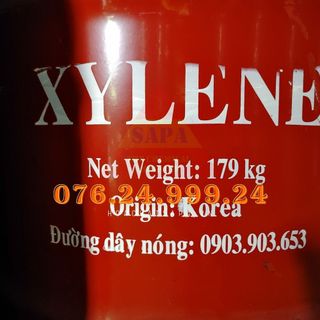 XYLENE
SAPA
Net Weight: 179 kg
076.24.999.24
Origin: Korea
Đường dây nóng: 0903.903.653